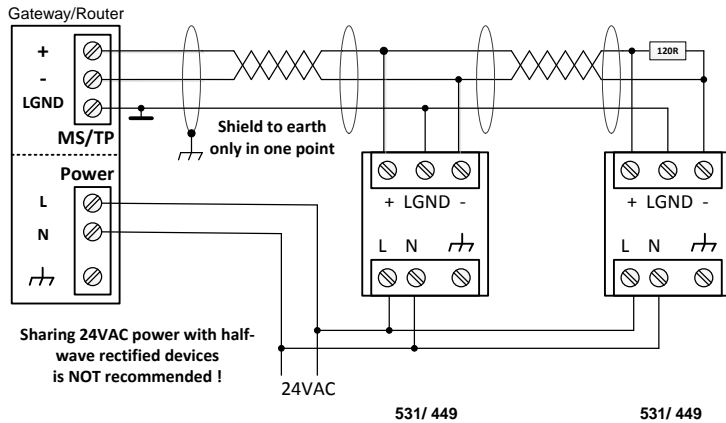 Gateway/Router
+
-
LGND
MS/TP
Power
L
N
Shield to earth
only in one point
120R
+ LGND -
L N
+ LGND -
L N
Sharing 24VAC power with half-
wave rectified devices
is NOT recommended !
24VAC
531/ 449
531/ 449